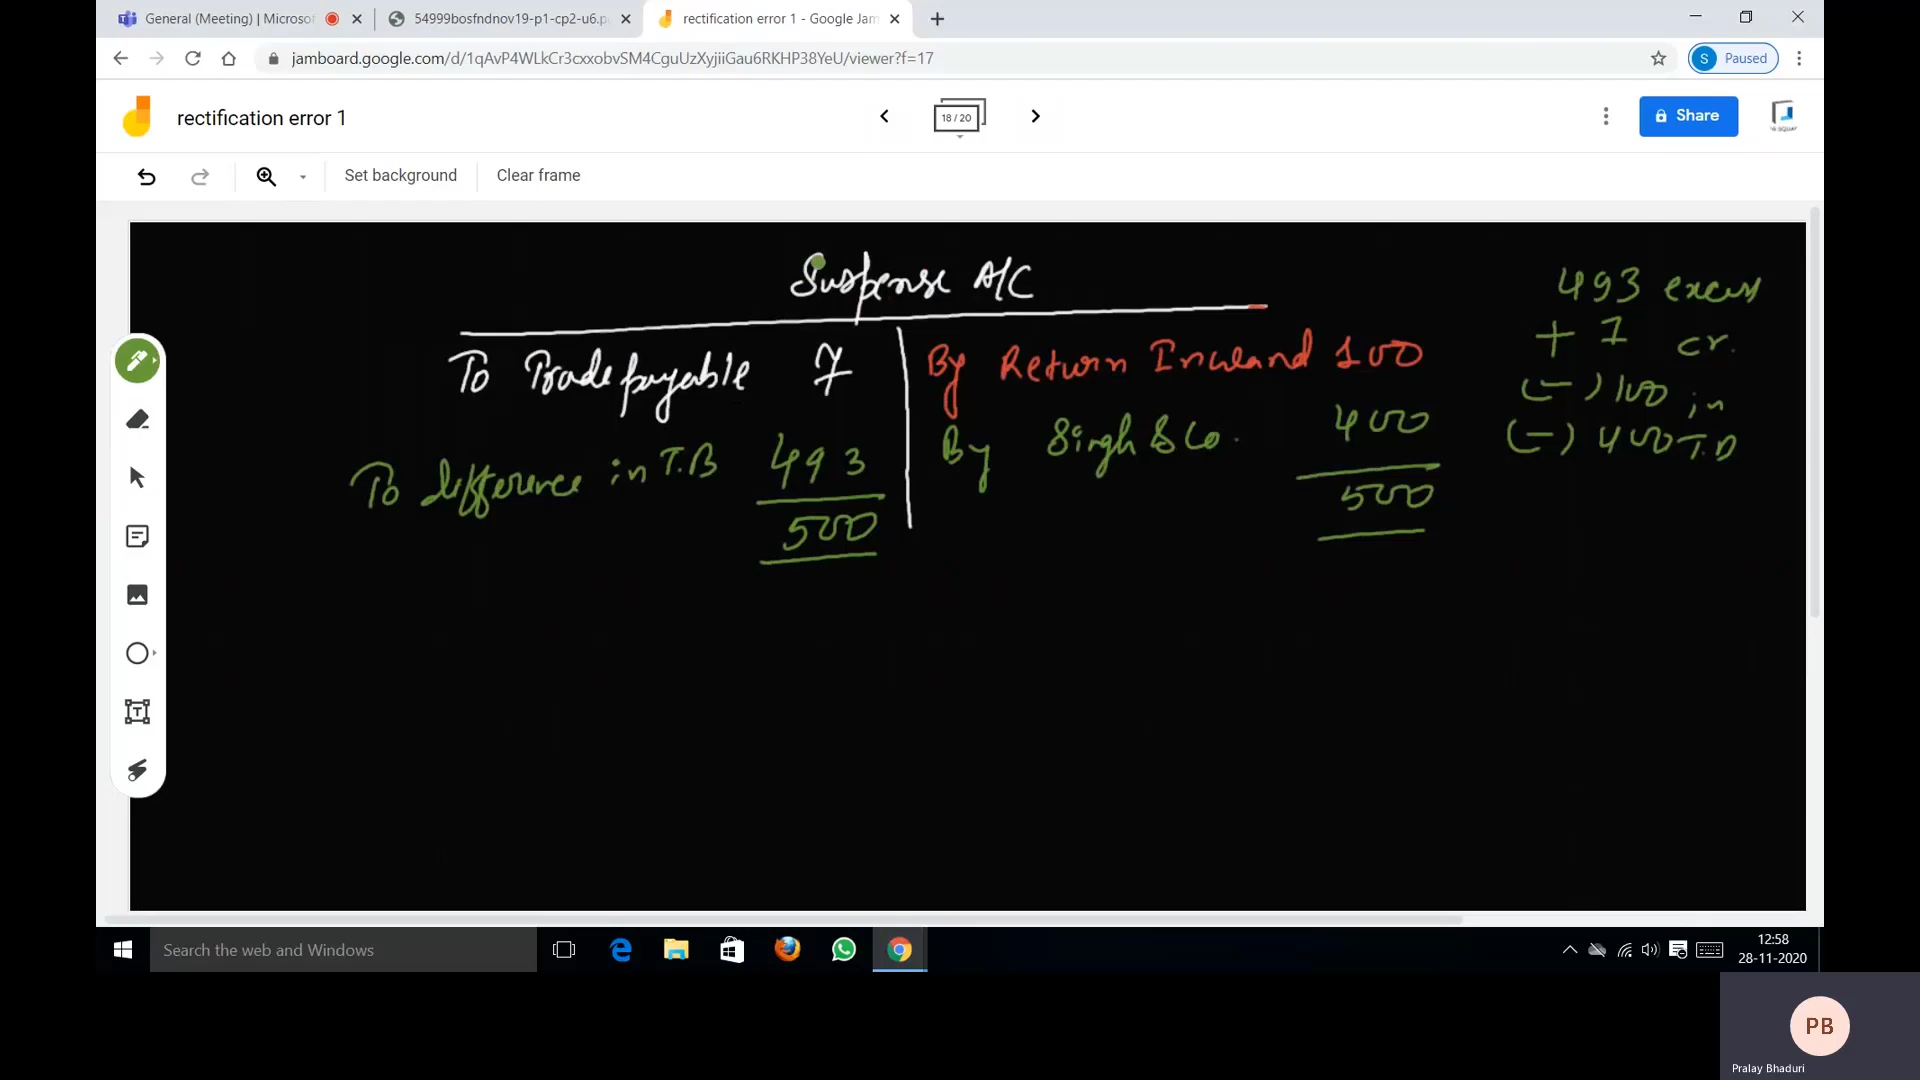 General (Meeting) | Microso
54999bosfndnov19-p1-cp2-u6.p
rectification error 1 - Google Jam
jamboard.google.com/d/1qAvP4WLkCr3cxxobvSM4CguUzXyjiiGau6RKHP38YeU/viewer?f=17
S Paused
rectification error 1
18 / 20
Share
Set background
Clear frame
Suspense A/C
To Trade payable 7
By Return Inward 100
To difference in T.B 493
By Singh & Co. 400
500
500
493 excess
+ 7 cr.
(-) 100 in
(-) 400 T.B
Search the web and Windows
12:58
28-11-2020
PB
Pralay Bhaduri